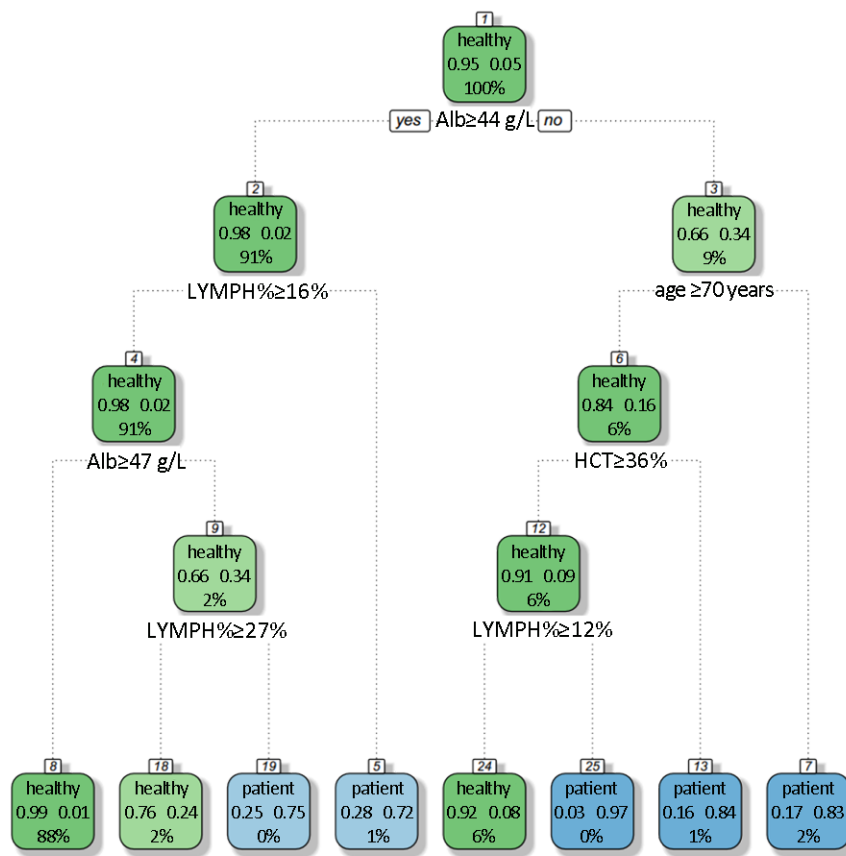 1
healthy
0.95 0.05
100%
yes Alb≥44 g/L no
2
healthy
0.98 0.02
91%
LYMPH%≥16%
3
healthy
0.66 0.34
9%
age ≥70 years
4
healthy
0.98 0.02
91%
Alb≥47 g/L
6
healthy
0.84 0.16
6%
HCT≥36%
9
healthy
0.66 0.34
2%
LYMPH%≥27%
12
healthy
0.91 0.09
6%
LYMPH%≥12%
8
healthy
0.99 0.01
88%
18
healthy
0.76 0.24
2%
19
patient
0.25 0.75
0%
5
patient
0.28 0.72
1%
24
healthy
0.92 0.08
6%
25
patient
0.03 0.97
0%
13
patient
0.16 0.84
1%
7
patient
0.17 0.83
2%